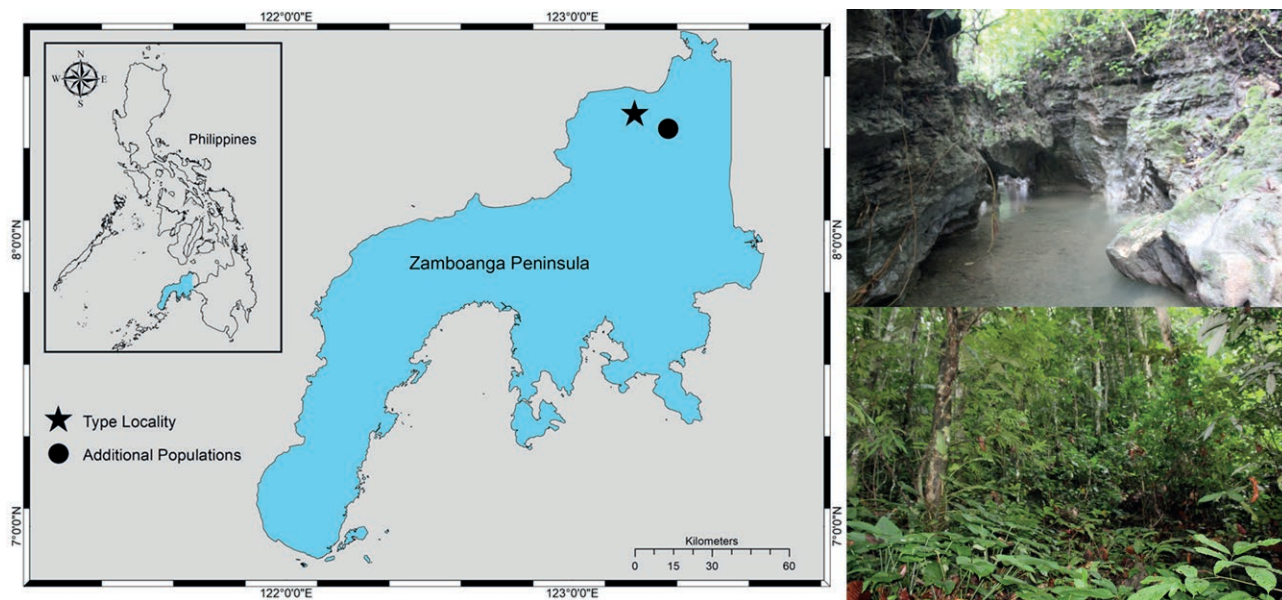 122°0'0"E
123°0'0"E
N
W
E
S
Philippines
8°0'0"N
8°0'0"N
Zamboanga Peninsula
Type Locality
Additional Populations
7°0'0"N
7°0'0"N
Kilometers
0 15 30 60
122°0'0"E
123°0'0"E